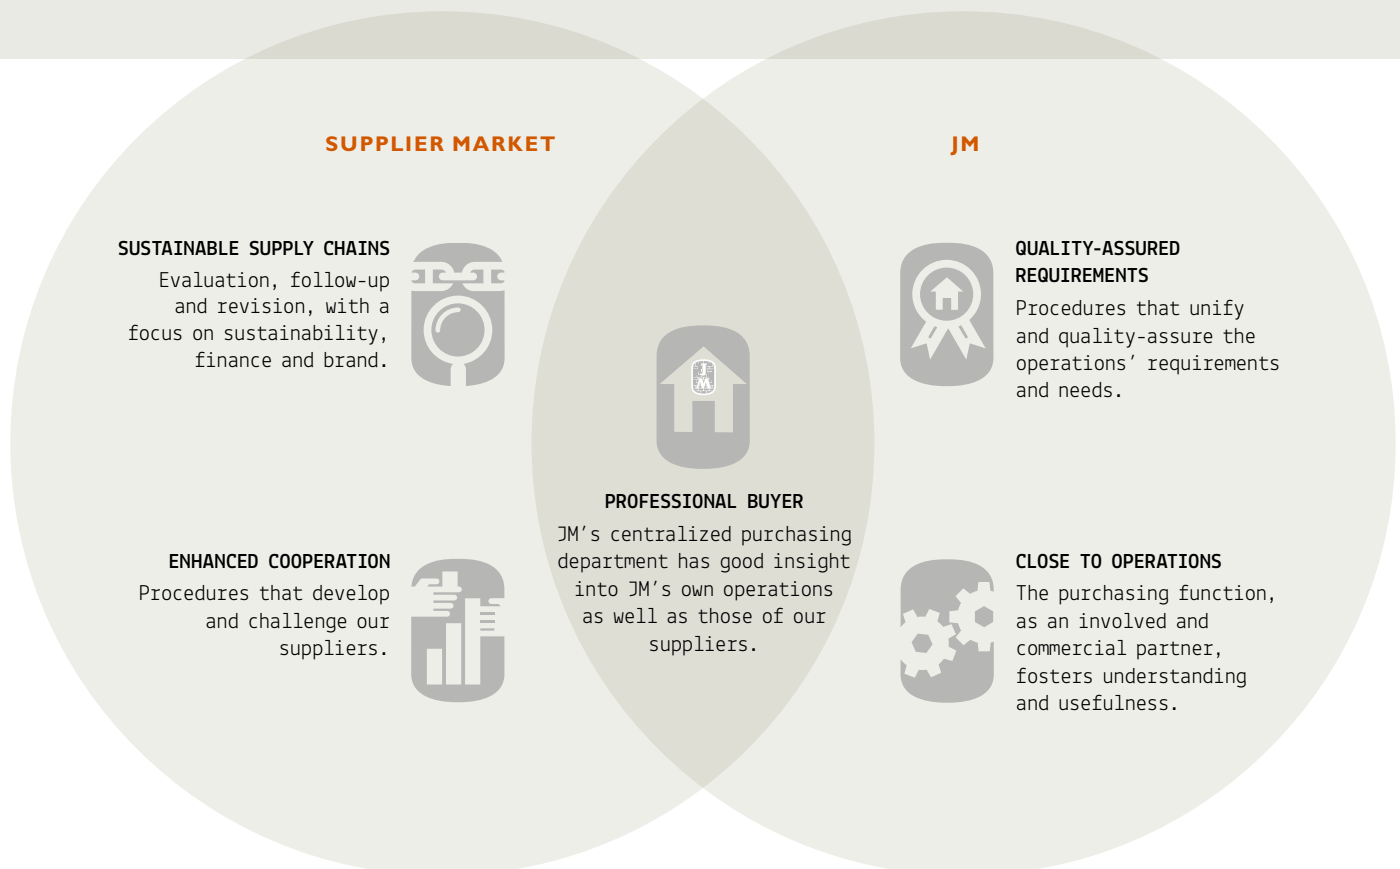 SUPPLIER MARKET
SUSTAINABLE SUPPLY CHAINS
Evaluation, follow-up
and revision, with a
focus on sustainability,
finance and brand.
ENHANCED COOPERATION
Procedures that develop
and challenge our
suppliers.
J
M
PROFESSIONAL BUYER
JM’s centralized purchasing
department has good insight
into JM’s own operations
as well as those of our
suppliers.
JM
QUALITY-ASSURED
REQUIREMENTS
Procedures that unify
and quality-assure the
operations’ requirements
and needs.
CLOSE TO OPERATIONS
The purchasing function,
as an involved and
commercial partner,
fosters understanding
and usefulness.